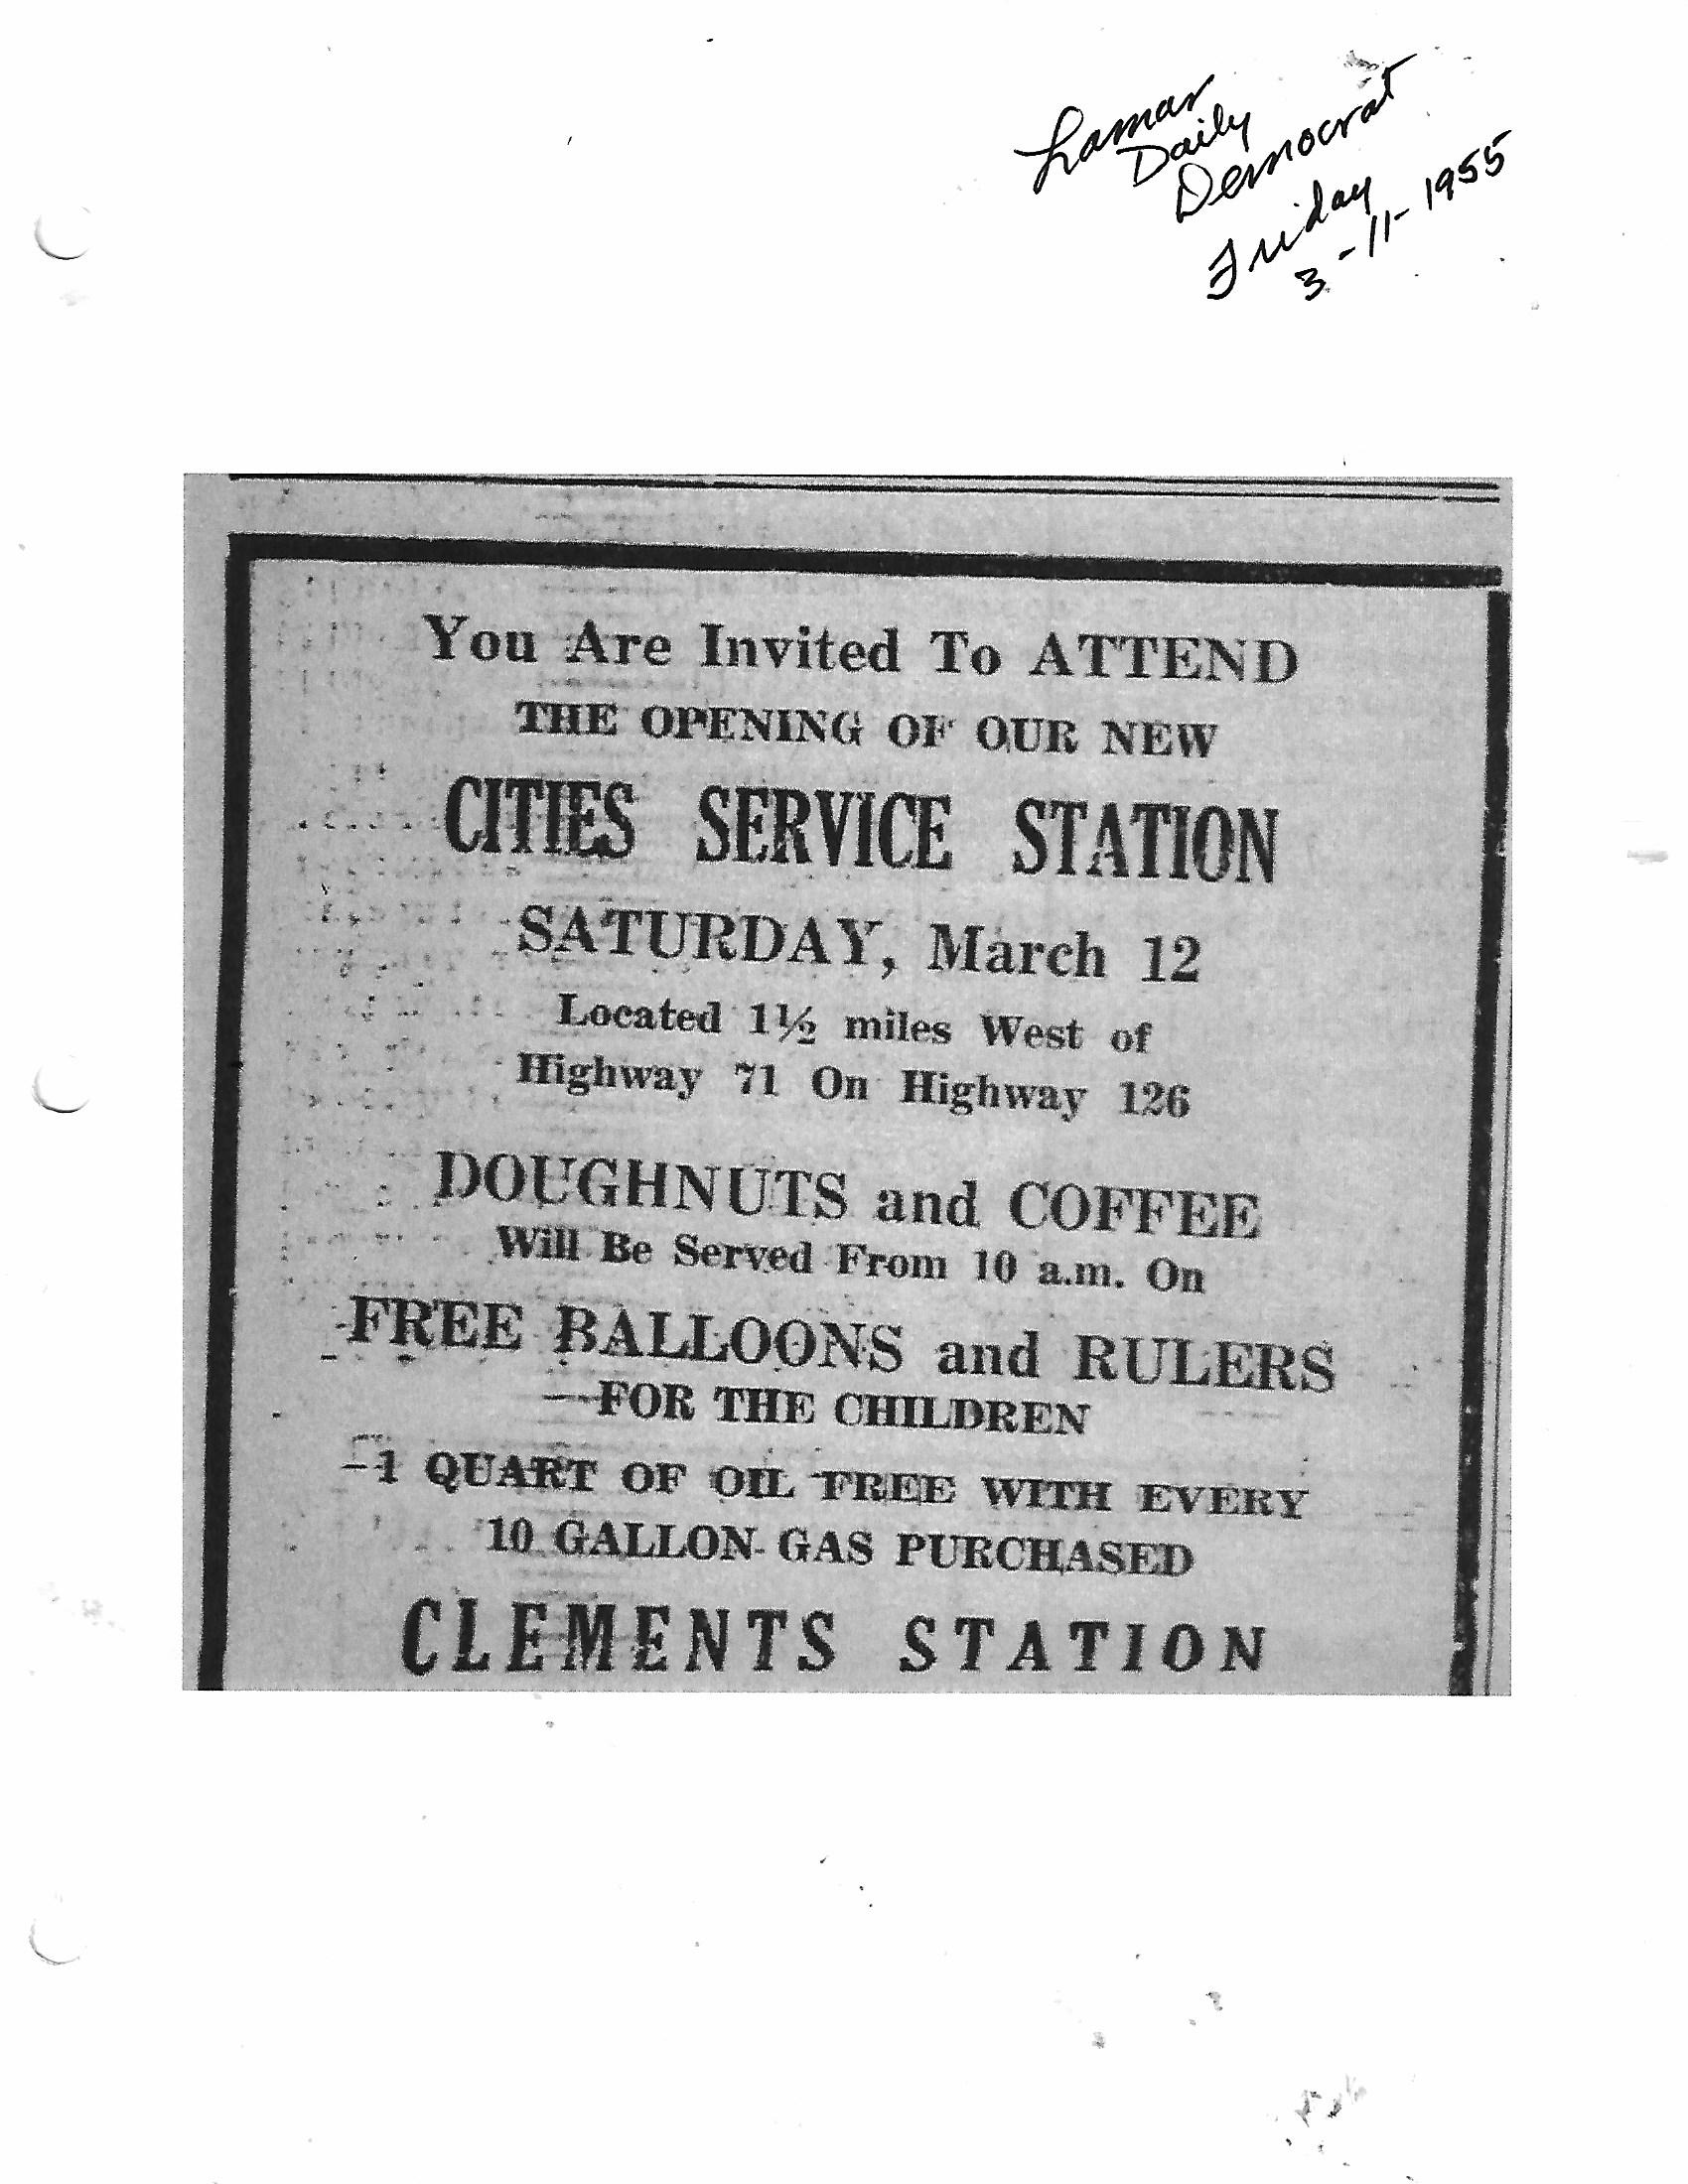 Lamar
Daily
Democrat
Friday
3-11-1955
You Are Invited To ATTEND
THE OPENING OF OUR NEW
CITIES SERVICE STATION
SATURDAY, March 12
Located 1½ miles West of
Highway 71 On Highway 126
DOUGHNUTS and COFFEE
Will Be Served From 10 a.m. On
FREE BALLOONS and RULERS
—FOR THE CHILDREN
—1 QUART OF OIL FREE WITH EVERY
10 GALLON GAS PURCHASED
CLEMENTS STATION